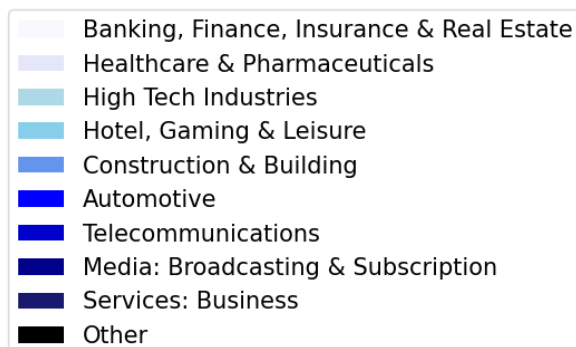 Banking, Finance, Insurance & Real Estate
Healthcare & Pharmaceuticals
High Tech Industries
Hotel, Gaming & Leisure
Construction & Building
Automotive
Telecommunications
Media: Broadcasting & Subscription
Services: Business
Other